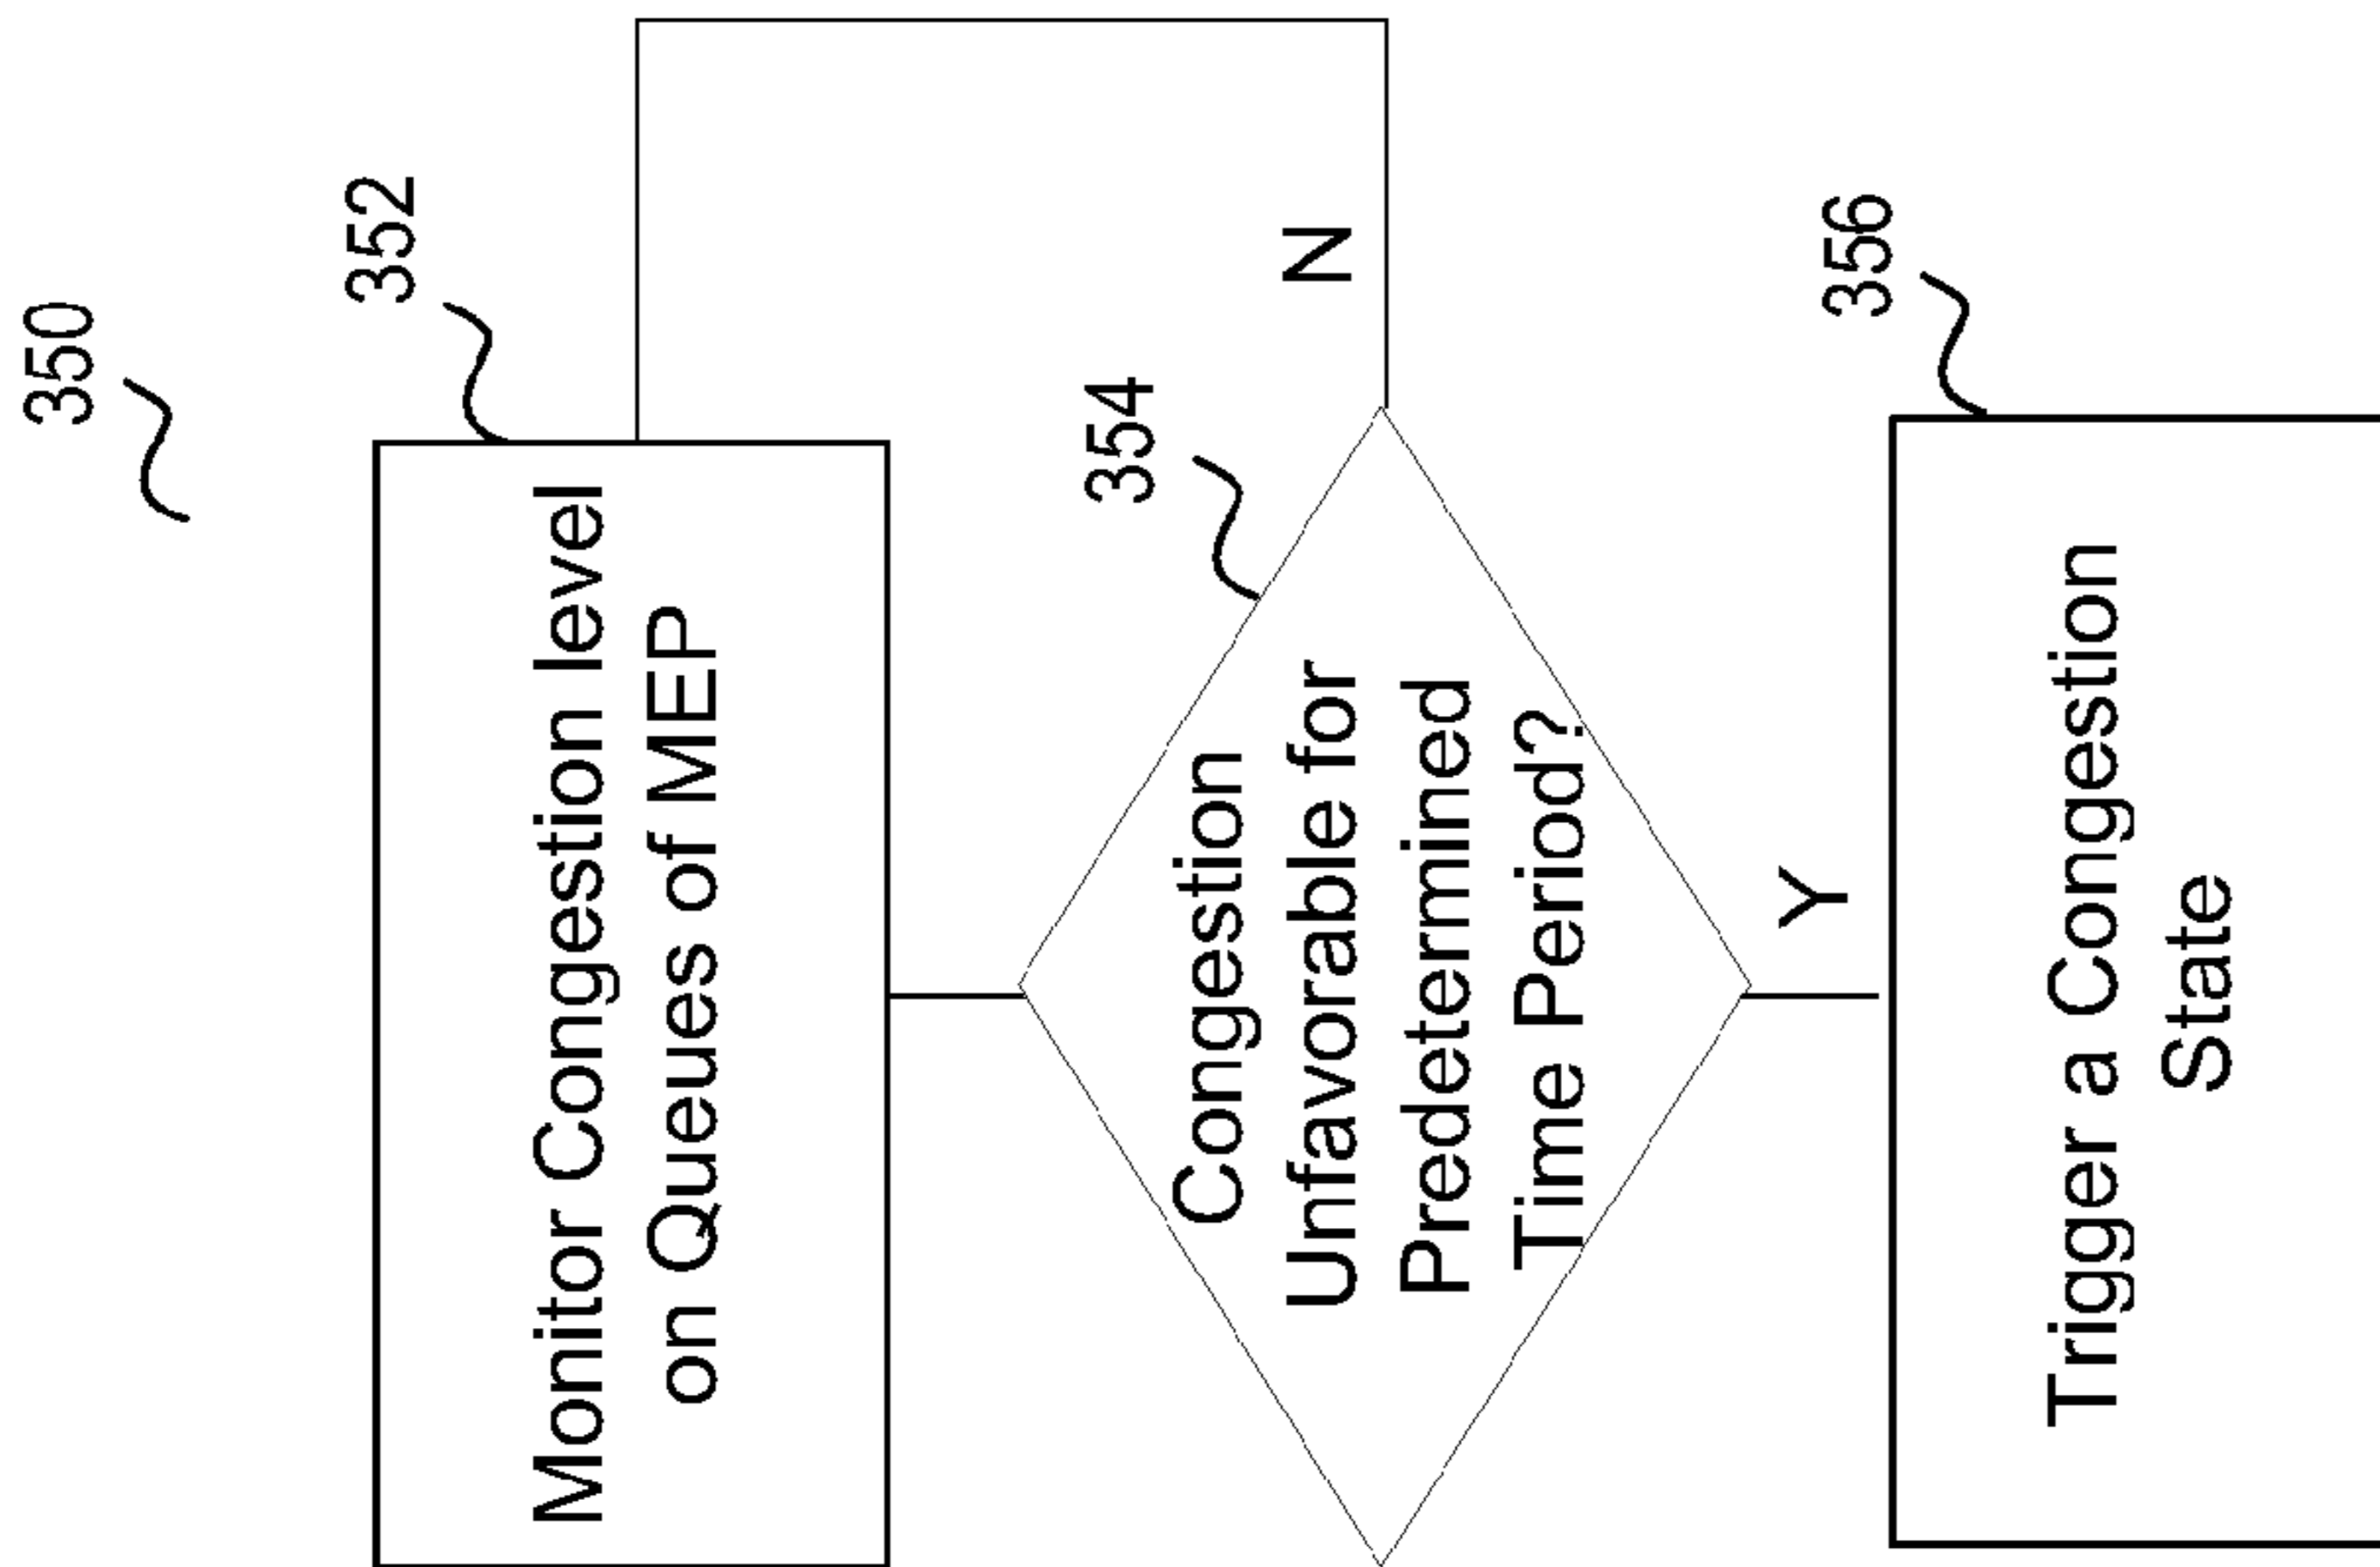 350
352
Monitor Congestion level
on Queues of MEP
354
Congestion
Unfavorable for
Predetermined
Time Period?
N
Y
356
Trigger a Congestion
State